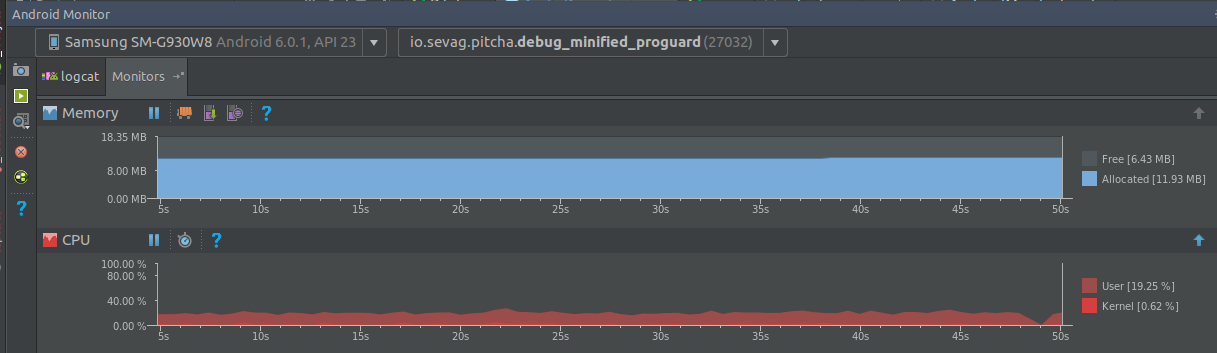 Android Monitor
Samsung SM-G930W8 Android 6.0.1, API 23 io.sevag.pitcha.debug_minified_proguard (27032)
logcat Monitors
Memory ?
18.35 MB
8.00 MB
0.00 MB
Free [6.43 MB]
Allocated [11.93 MB]
5s 10s 15s 20s 25s 30s 35s 40s 45s 50s
CPU ?
100.00 %
80.00 %
40.00 %
0.00 %
User [19.25 %]
Kernel [0.62 %]
5s 10s 15s 20s 25s 30s 35s 40s 45s 50s
?